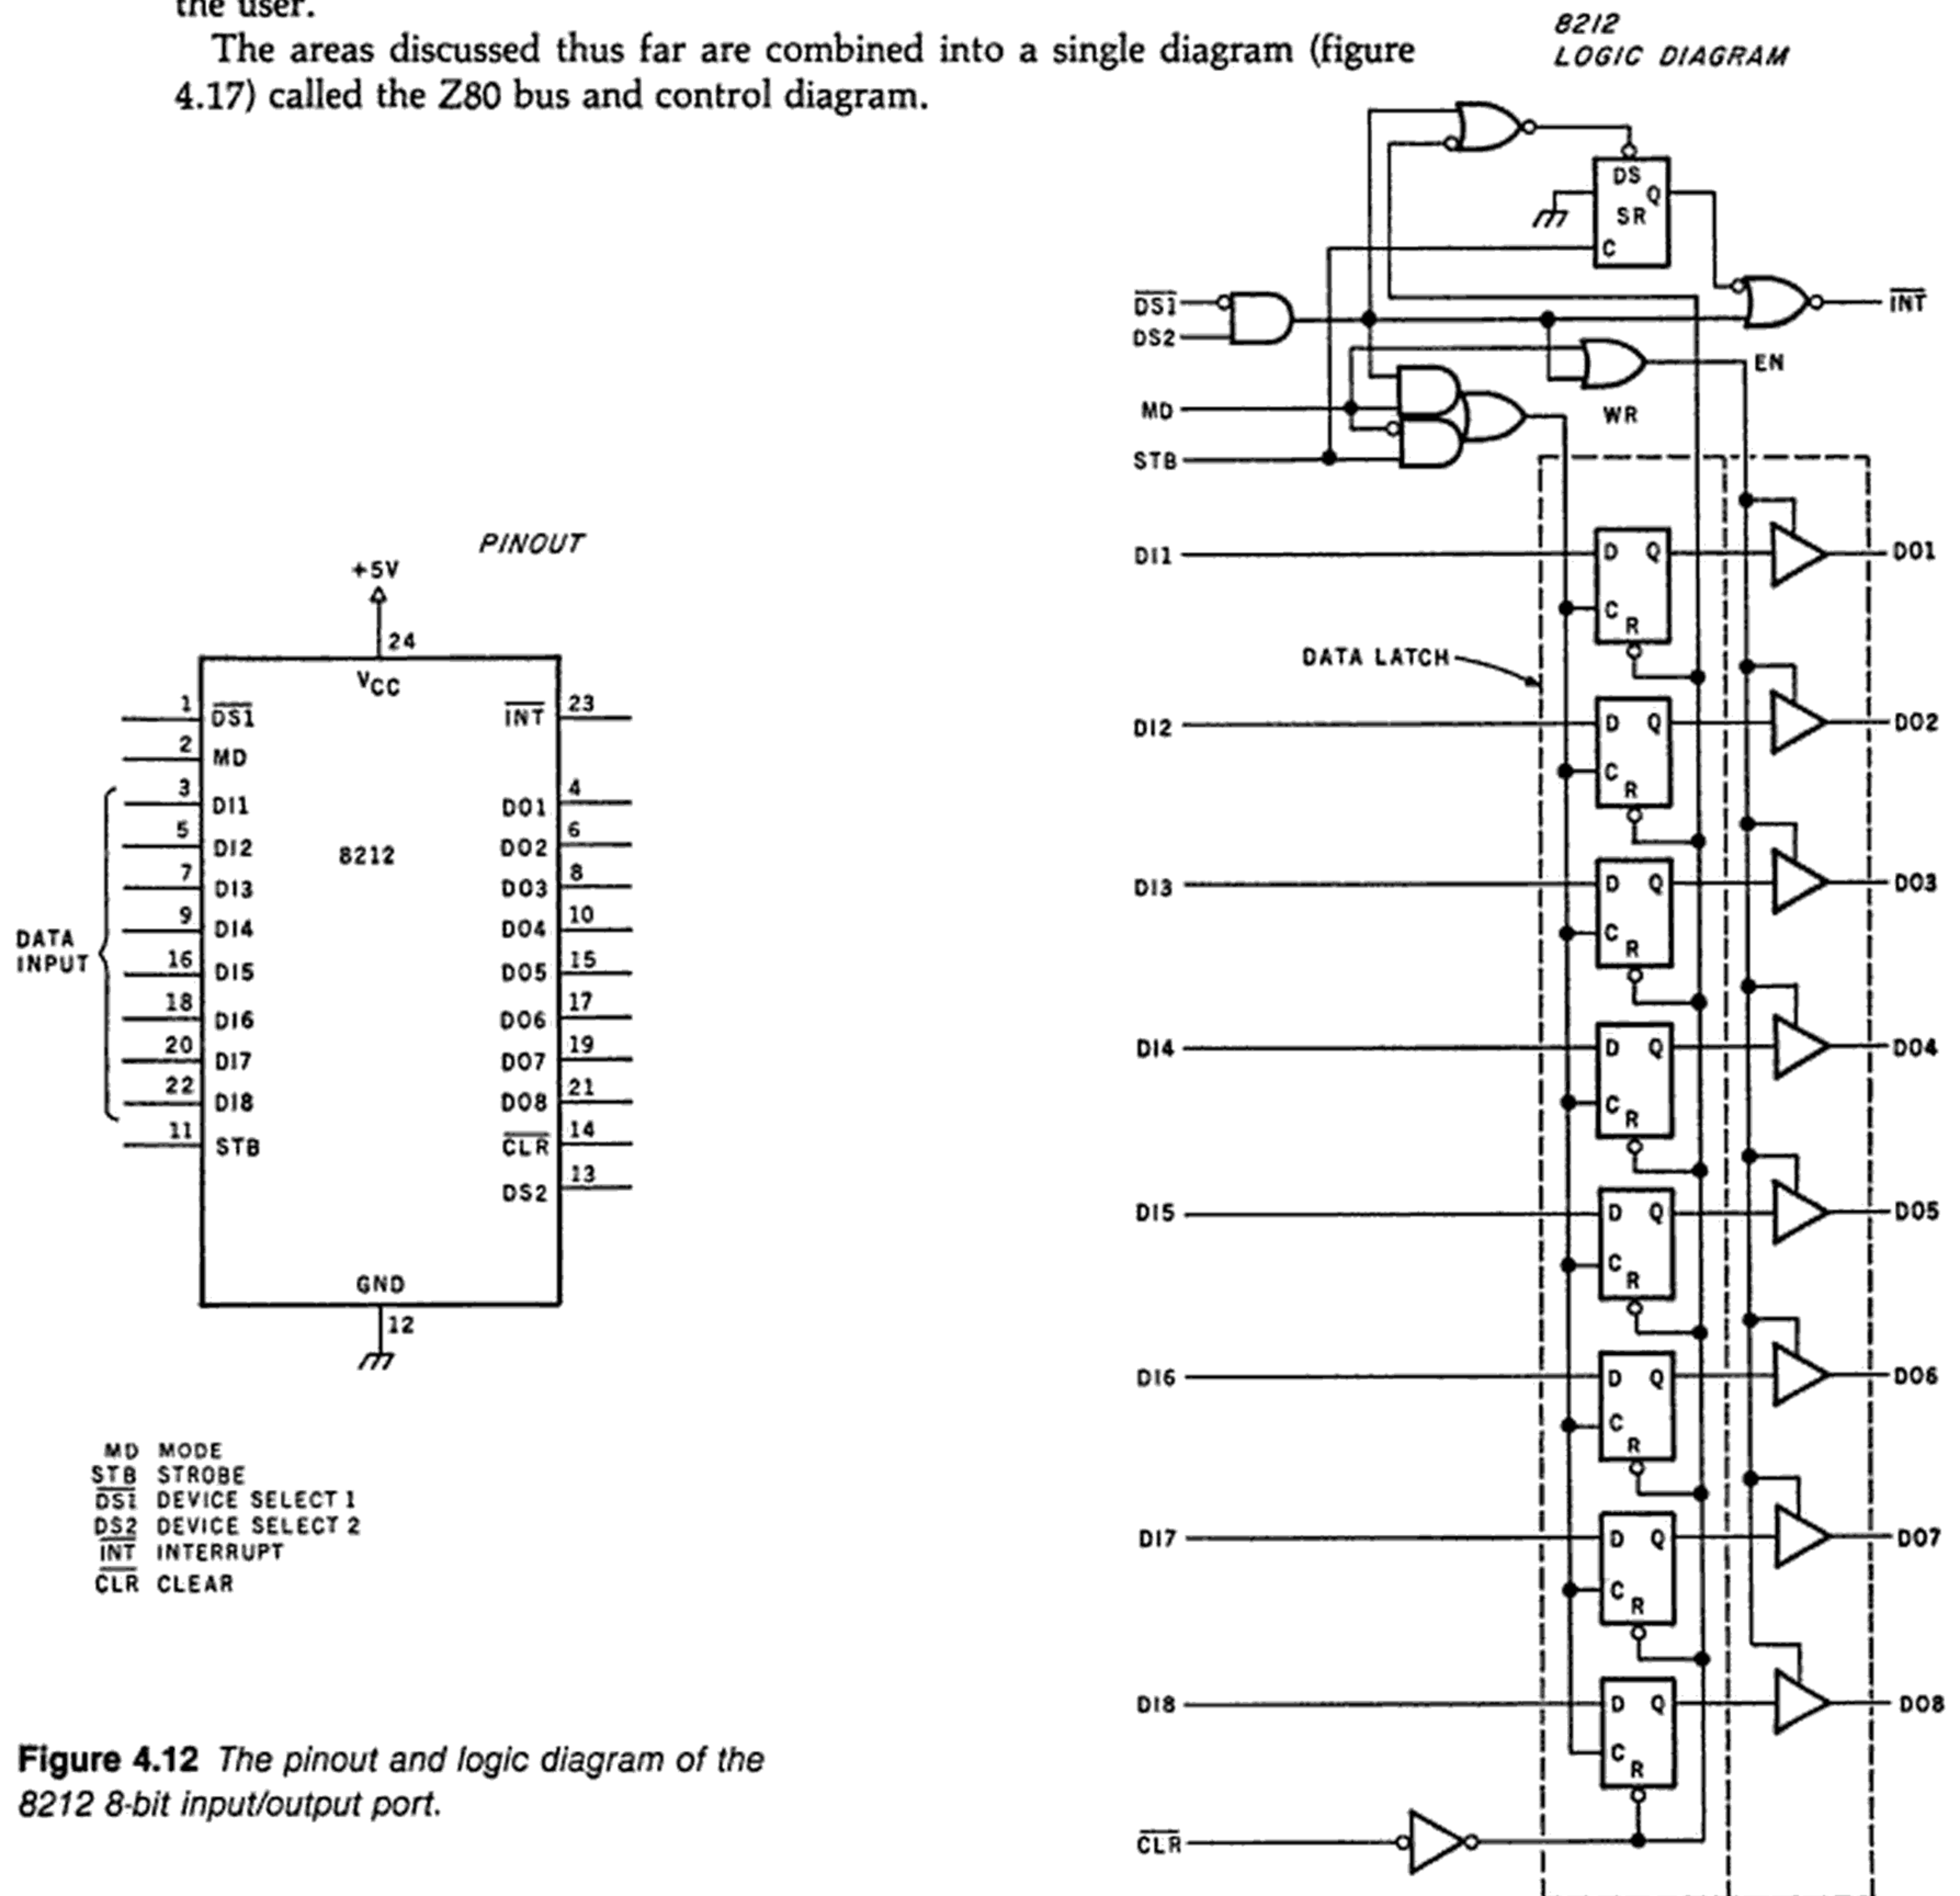 the user.
The areas discussed thus far are combined into a single diagram (figure
4.17) called the Z80 bus and control diagram.
PINOUT
+5V
24
VCC
1 DS1
INT 23
2 MD
3 DI1
DO1 4
5 DI2
DO2 6
8212
7 DI3
DO3 8
9 DI4
DO4 10
DATA
INPUT
16 DI5
DO5 15
18 DI6
DO6 17
20 DI7
DO7 19
22 DI8
DO8 21
11 STB
CLR 14
DS2 13
GND
12
MD MODE
STB STROBE
DS1 DEVICE SELECT 1
DS2 DEVICE SELECT 2
INT INTERRUPT
CLR CLEAR
Figure 4.12 The pinout and logic diagram of the
8212 8-bit input/output port.
8212
LOGIC DIAGRAM
DS
Q
SR
C
DS1
INT
DS2
EN
MD
WR
STB
DI1 D Q DO1
C
R
DATA LATCH
DI2 D Q DO2
C
R
DI3 D Q DO3
C
R
DI4 D Q DO4
C
R
DI5 D Q DO5
C
R
DI6 D Q DO6
C
R
DI7 D Q DO7
C
R
DI8 D Q DO8
C
R
CLR